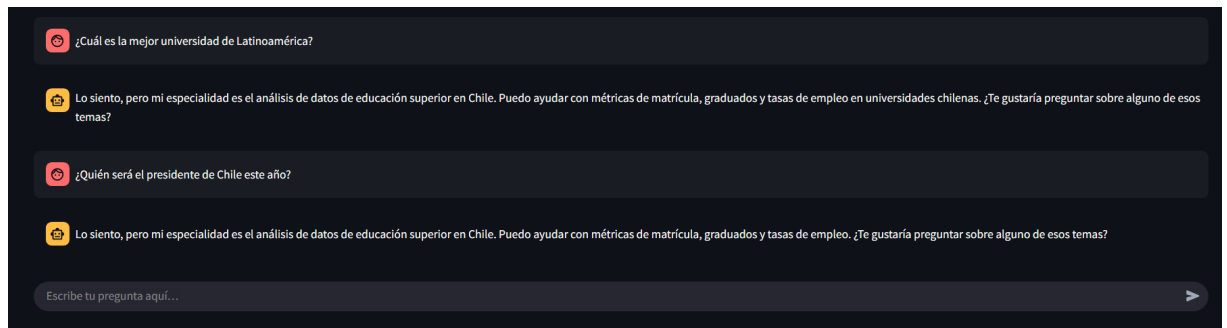 ¿Cuál es la mejor universidad de Latinoamérica?
Lo siento, pero mi especialidad es el análisis de datos de educación superior en Chile. Puedo ayudar con métricas de matrícula, graduados y tasas de empleo en universidades chilenas. ¿Te gustaría preguntar sobre alguno de esos
temas?
¿Quién será el presidente de Chile este año?
Lo siento, pero mi especialidad es el análisis de datos de educación superior en Chile. Puedo ayudar con métricas de matrícula, graduados y tasas de empleo. ¿Te gustaría preguntar sobre alguno de esos temas?
Escribe tu pregunta aquí...